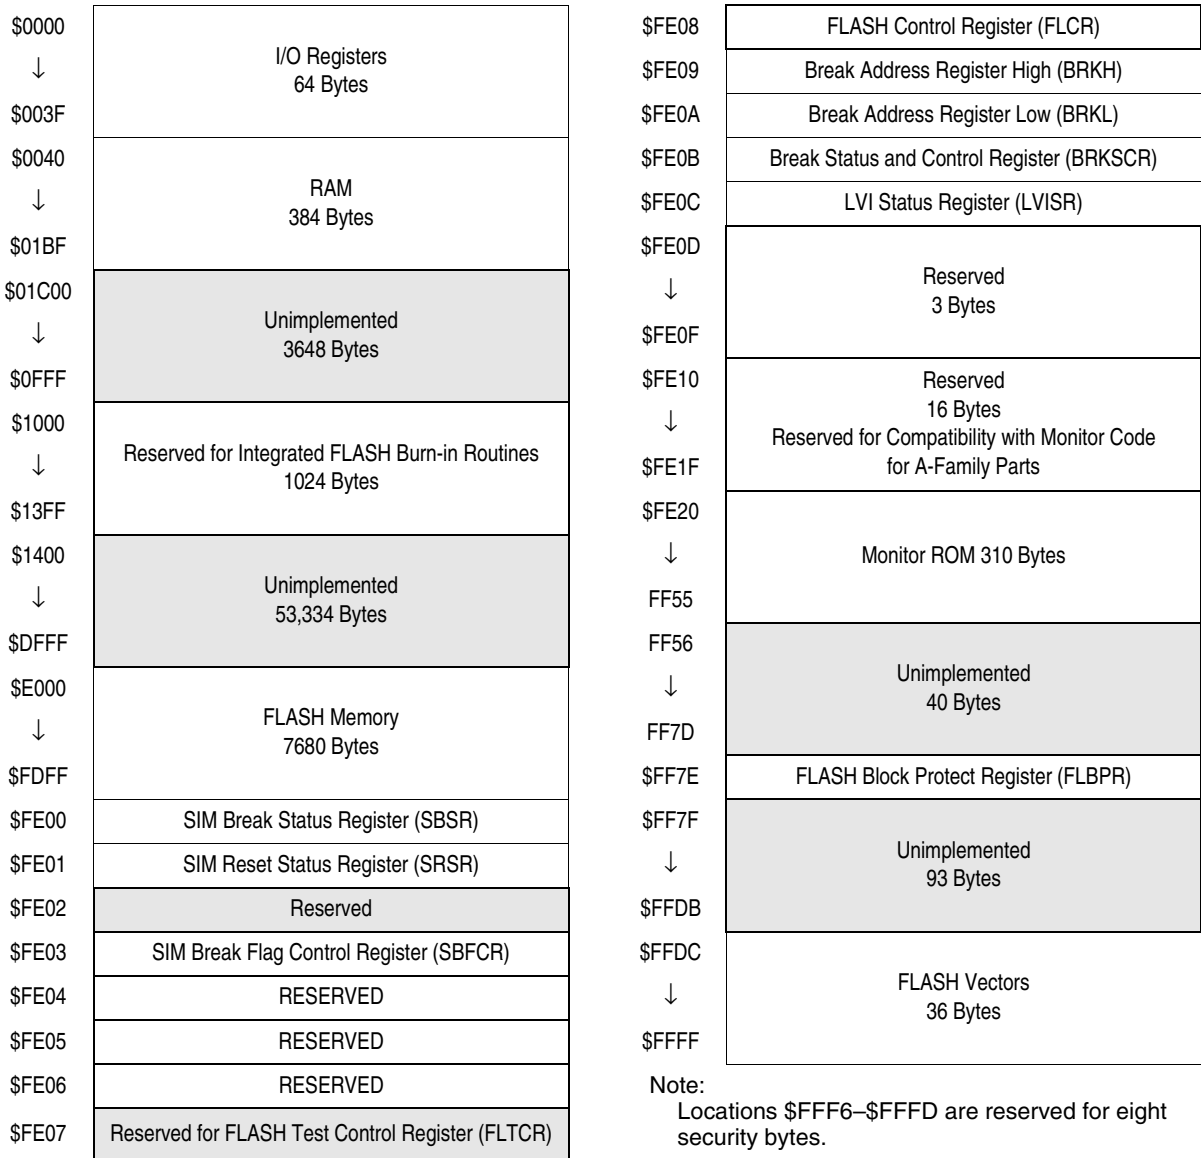 $0000
↓
$003F
I/O Registers
64 Bytes
$0040
↓
$01BF
RAM
384 Bytes
$01C00
↓
$0FFF
Unimplemented
3648 Bytes
$1000
↓
$13FF
Reserved for Integrated FLASH Burn-in Routines
1024 Bytes
$1400
↓
$DFFF
Unimplemented
53,334 Bytes
$E000
↓
$FDFF
FLASH Memory
7680 Bytes
$FE00 SIM Break Status Register (SBSR)
$FE01 SIM Reset Status Register (SRSR)
$FE02 Reserved
$FE03 SIM Break Flag Control Register (SBFCR)
$FE04 RESERVED
$FE05 RESERVED
$FE06 RESERVED
$FE07 Reserved for FLASH Test Control Register (FLTCR)
$FE08 FLASH Control Register (FLCR)
$FE09 Break Address Register High (BRKH)
$FE0A Break Address Register Low (BRKL)
$FE0B Break Status and Control Register (BRKSCR)
$FE0C LVI Status Register (LVISR)
$FE0D
↓
$FE0F
Reserved
3 Bytes
$FE10
↓
$FE1F
Reserved
16 Bytes
Reserved for Compatibility with Monitor Code
for A-Family Parts
$FE20
↓
FF55
Monitor ROM 310 Bytes
FF56
↓
FF7D
Unimplemented
40 Bytes
$FF7E FLASH Block Protect Register (FLBPR)
$FF7F
↓
$FFDB
Unimplemented
93 Bytes
$FFDC
↓
$FFFF
FLASH Vectors
36 Bytes
Note:
Locations $FFF6–$FFFD are reserved for eight
security bytes.